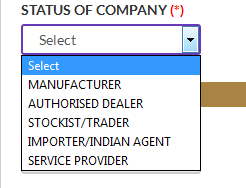 STATUS OF COMPANY (*)
Select
Select
MANUFACTURER
AUTHORISED DEALER
STOCKIST/TRADER
IMPORTER/INDIAN AGENT
SERVICE PROVIDER